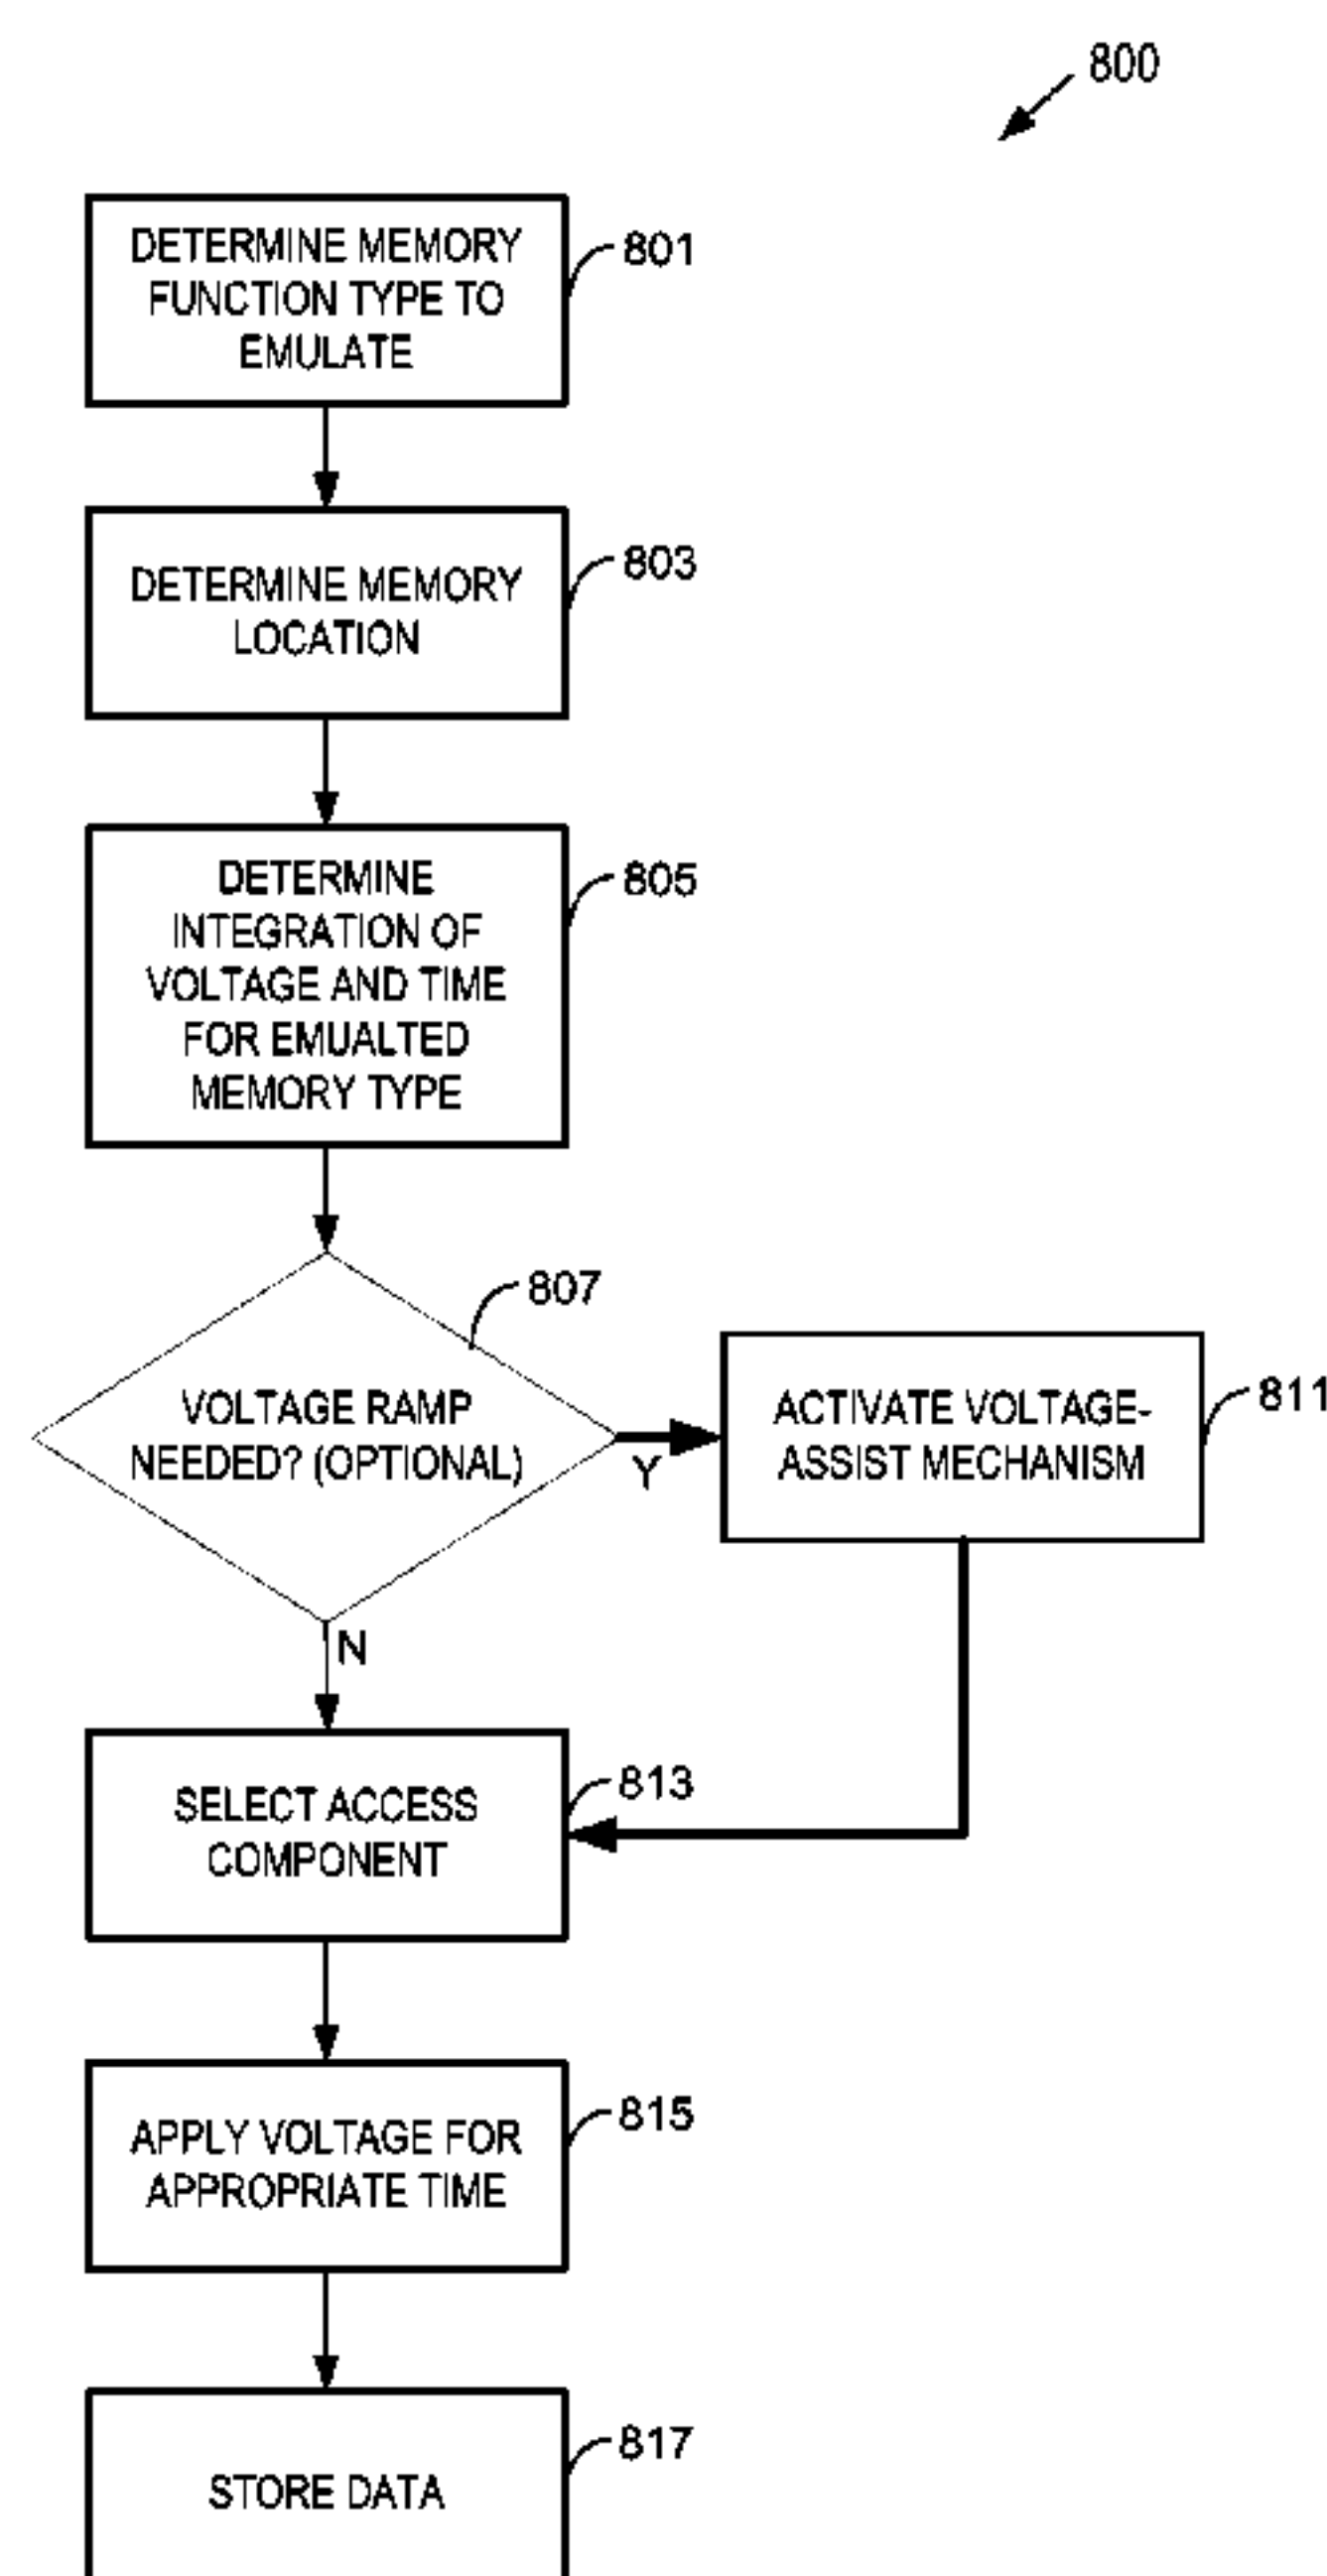 800
DETERMINE MEMORY
FUNCTION TYPE TO
EMULATE
801
DETERMINE MEMORY
LOCATION
803
DETERMINE
INTEGRATION OF
VOLTAGE AND TIME
FOR EMUALTED
MEMORY TYPE
805
VOLTAGE RAMP
NEEDED? (OPTIONAL)
807
Y
ACTIVATE VOLTAGE-
ASSIST MECHANISM
811
N
SELECT ACCESS
COMPONENT
813
APPLY VOLTAGE FOR
APPROPRIATE TIME
815
STORE DATA
817